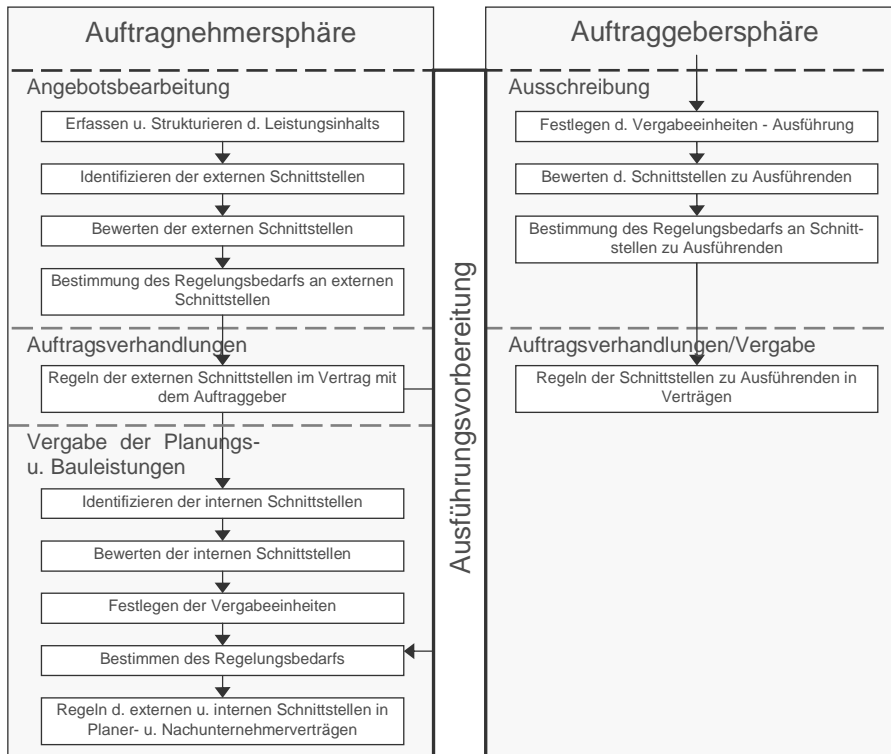 Auftragnehmersphäre
Angebotsbearbeitung
Erfassen u. Strukturieren d. Leistungsinhalts
Identifizieren der externen Schnittstellen
Bewerten der externen Schnittstellen
Bestimmung des Regelungsbedarfs an externen
Schnittstellen
Auftragsverhandlungen
Regeln der externen Schnittstellen im Vertrag mit
dem Auftraggeber
Vergabe der Planungs-
u. Bauleistungen
Identifizieren der internen Schnittstellen
Bewerten der internen Schnittstellen
Festlegen der Vergabeeinheiten
Bestimmen des Regelungsbedarfs
Regeln d. externen u. internen Schnittstellen in
Planer- u. Nachunternehmerverträgen
Ausführungsvorbereitung
Auftraggebersphäre
Ausschreibung
Festlegen d. Vergabeeinheiten - Ausführung
Bewerten d. Schnittstellen zu Ausführenden
Bestimmung des Regelungsbedarfs an Schnitt-
stellen zu Ausführenden
Auftragsverhandlungen/Vergabe
Regeln der Schnittstellen zu Ausführenden in
Verträgen